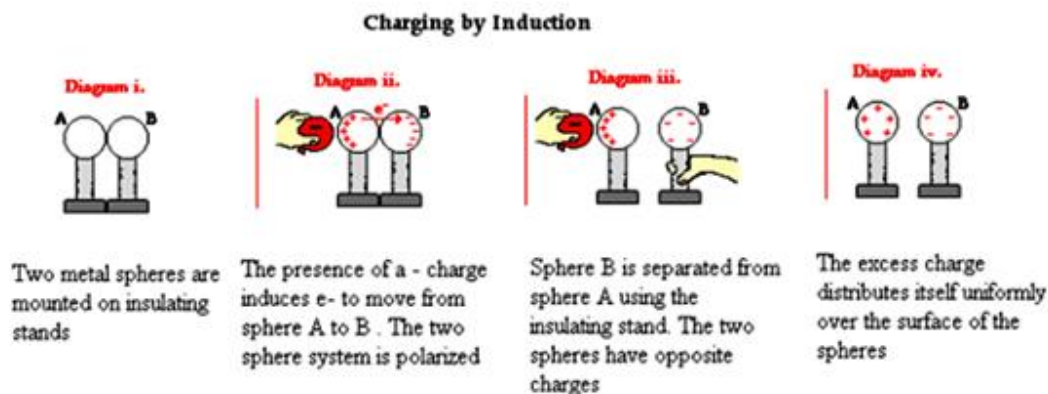 Charging by Induction
Diagram i.
A B
Diagram ii.
A e- B
Diagram iii.
A B
Diagram iv.
A B
Two metal spheres are
mounted on insulating
stands
The presence of a - charge
induces e- to move from
sphere A to B . The two
sphere system is polarized
Sphere B is separated from
sphere A using the
insulating stand. The two
spheres have opposite
charges
The excess charge
distributes itself uniformly
over the surface of the
spheres